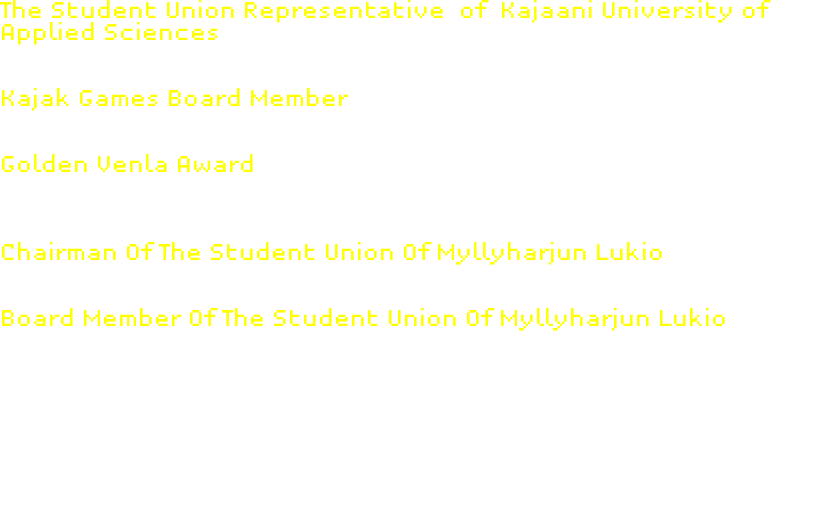 The Student Union Representative of Kajaani University of
Applied Sciences
Kajak Games Board Member
Golden Venla Award
Chairman Of The Student Union Of Myllyharjun Lukio
Board Member Of The Student Union Of Myllyharjun Lukio